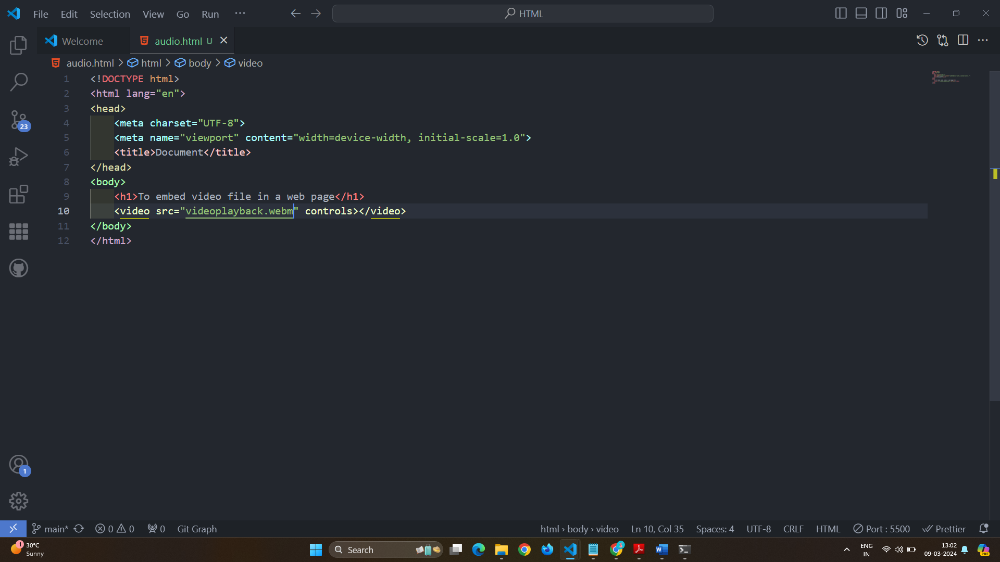 File Edit Selection View Go Run ···
HTML
Welcome
audio.html U
audio.html > html > body > video
1 <!DOCTYPE html>
2 <html lang="en">
3 <head>
4 <meta charset="UTF-8">
5 <meta name="viewport" content="width=device-width, initial-scale=1.0">
6 <title>Document</title>
7 </head>
8 <body>
9 <h1>To embed video file in a web page</h1>
10 <video src="videoplayback.webm" controls></video>
11 </body>
12 </html>
23
1
main* 0 0 0 Git Graph html › body › video Ln 10, Col 35 Spaces: 4 UTF-8 CRLF HTML Port : 5500 Prettier
1 30°C
Sunny
Search
ENG
IN
13:02
09-03-2024
PRE